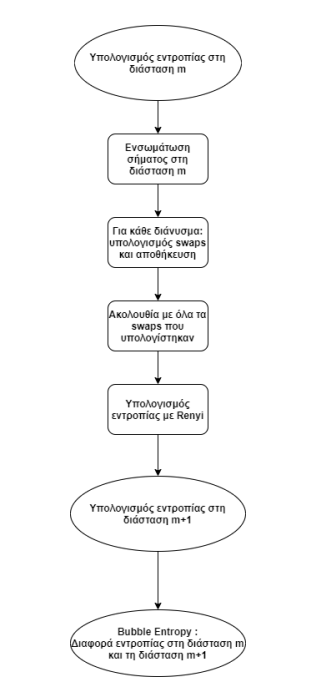 Υπολογισμός εντροπίας στη
διάσταση m
Ενσωμάτωση
σήματος στη
διάσταση m
Για κάθε διάνυσμα:
υπολογισμός swaps
και αποθήκευση
Ακολουθία με όλα τα
swaps που
υπολογίστηκαν
Υπολογισμός
εντροπίας με Renyi
Υπολογισμός εντροπίας στη
διάσταση m+1
Bubble Entropy :
Διαφορά εντροπίας στη διάσταση m
και τη διάσταση m+1